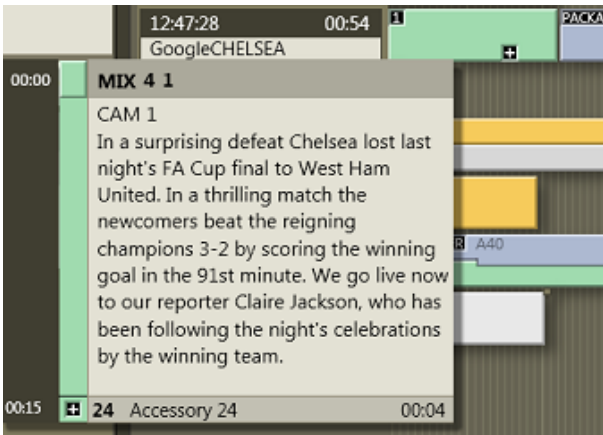 12:47:28 00:54
1
PACKA
GoogleCHELSEA
00:00 MIX 4 1
CAM 1
In a surprising defeat Chelsea lost last
night's FA Cup final to West Ham
United. In a thrilling match the
newcomers beat the reigning
champions 3-2 by scoring the winning
R A40
goal in the 91st minute. We go live now
to our reporter Claire Jackson, who has
been following the night's celebrations
by the winning team.
00:15 + 24 Accessory 24 00:04